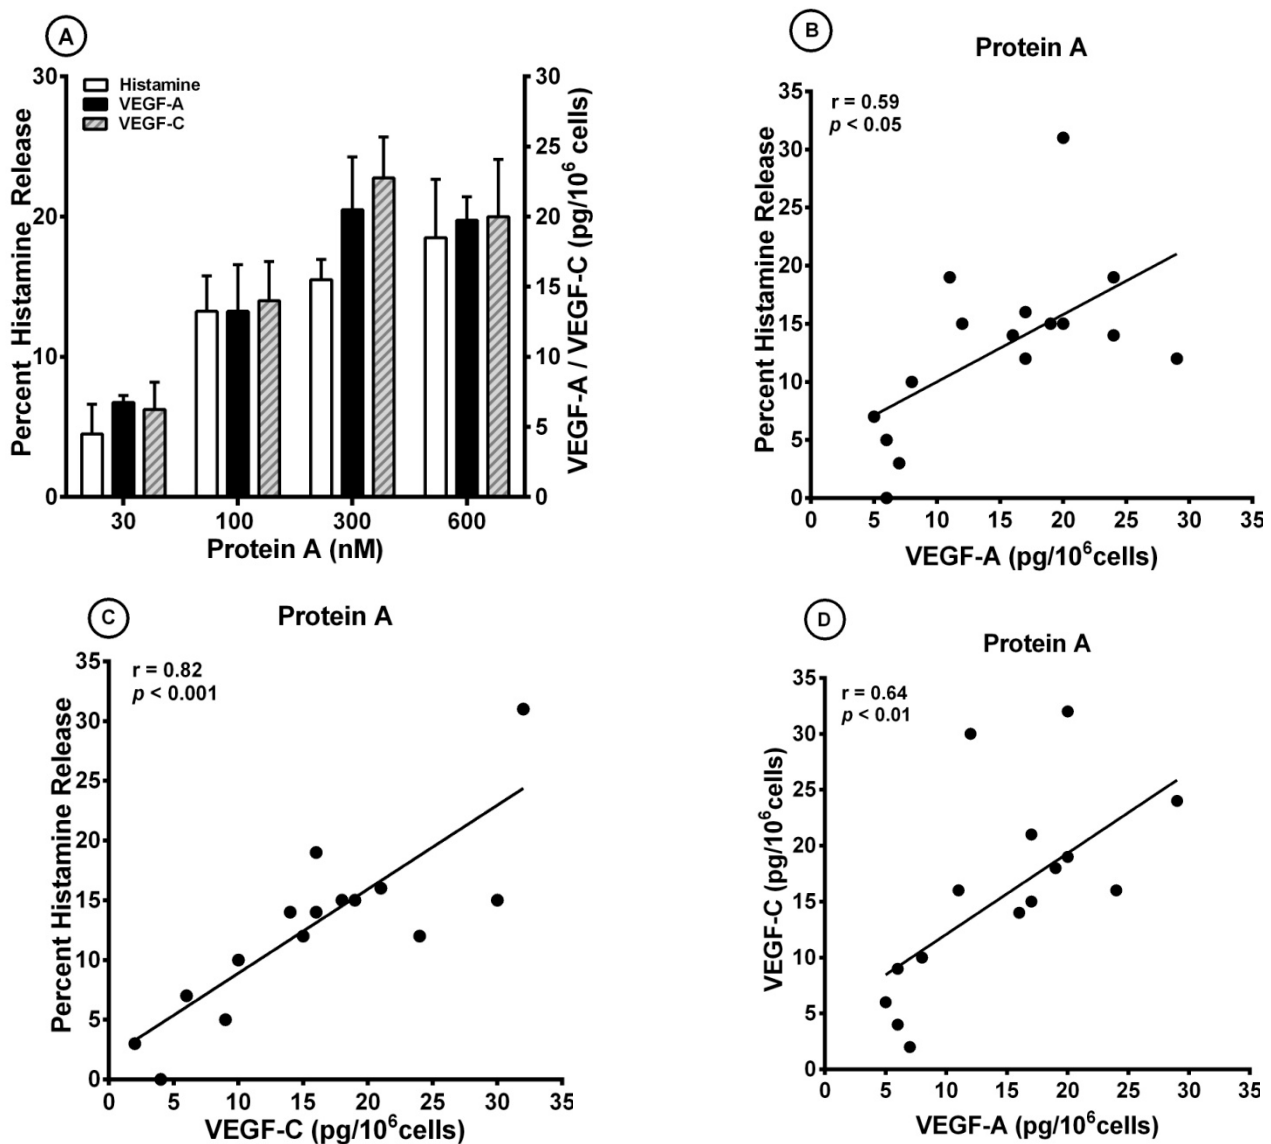 A
Percent Histamine Release
30
20
10
0
Histamine
VEGF-A
VEGF-C
30
25
20
15
10
5
0
VEGF-A / VEGF-C (pg/10⁶ cells)
30 100 300 600
Protein A (nM)
B
Protein A
r = 0.59
p < 0.05
Percent Histamine Release
35
30
25
20
15
10
5
0
0 5 10 15 20 25 30 35
VEGF-A (pg/10⁶cells)
C
Protein A
r = 0.82
p < 0.001
Percent Histamine Release
35
30
25
20
15
10
5
0
0 5 10 15 20 25 30 35
VEGF-C (pg/10⁶cells)
D
Protein A
r = 0.64
p < 0.01
VEGF-C (pg/10⁶cells)
35
30
25
20
15
10
5
0
0 5 10 15 20 25 30 35
VEGF-A (pg/10⁶cells)